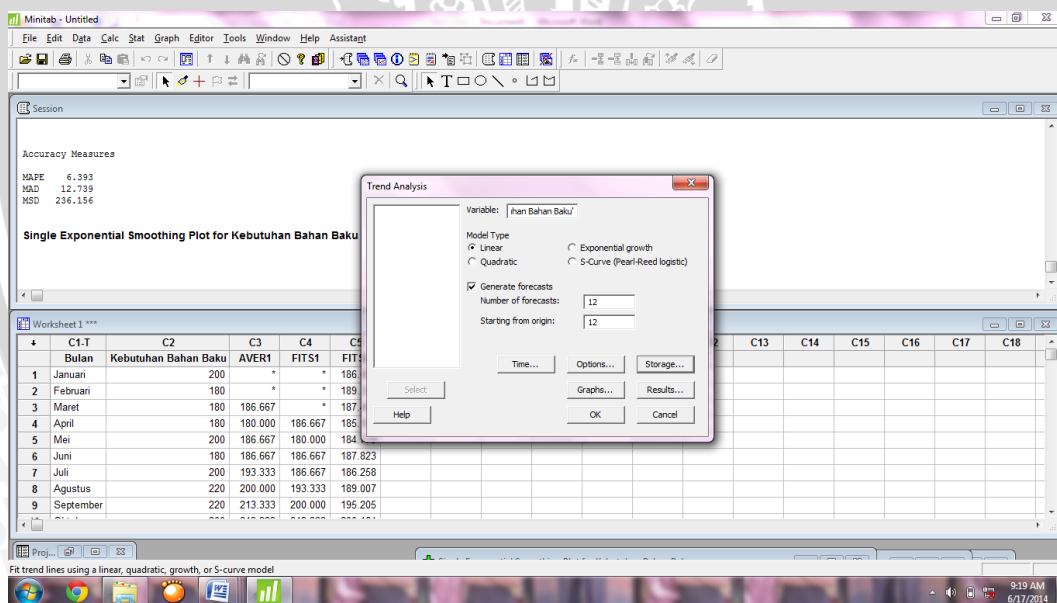 Minitab - Untitled
File Edit Data Calc Stat Graph Editor Tools Window Help Assistant
Session
Accuracy Measures
MAPE 6.393
MAD 12.739
MSD 236.156
Single Exponential Smoothing Plot for Kebutuhan Bahan Baku
Trend Analysis
Variable: ihan Bahan Baku'
Model Type
Linear Exponential growth
Quadratic S-Curve (Pearl-Reed logistic)
Generate forecasts
Number of forecasts: 12
Starting from origin: 12
Time... Options... Storage...
Select Graphs... Results...
Help OK Cancel
Worksheet 1 ***
C1-T C2 C3 C4 C5 C13 C14 C15 C16 C17 C18
Bulan Kebutuhan Bahan Baku AVER1 FITS1
1 Januari 200 * * 186.
2 Februari 180 * * 189.
3 Maret 180 186.667 * 187.
4 April 180 180.000 186.667 185.
5 Mei 200 186.667 180.000 184
6 Juni 180 186.667 186.667 187.823
7 Juli 200 193.333 186.667 186.258
8 Agustus 220 200.000 193.333 189.007
9 September 220 213.333 200.000 195.205
Proj...
Fit trend lines using a linear, quadratic, growth, or S-curve model
9:19 AM
6/17/2014